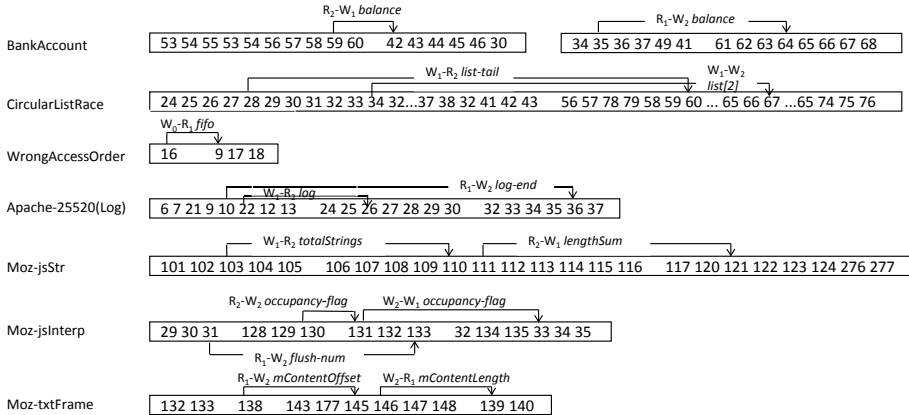 R2-W1 balance
R1-W2 balance
BankAccount 53 54 55 53 54 56 57 58 59 60 42 43 44 45 46 30 34 35 36 37 49 41 61 62 63 64 65 66 67 68
W1-R2 list-tail
W1-W2
list[2]
CircularListRace 24 25 26 27 28 29 30 31 32 33 34 32...37 38 32 41 42 43 56 57 78 79 58 59 60 ... 65 66 67 ...65 74 75 76
W0-R1 fifo
WrongAccessOrder 16 9 17 18
R1-W2 log-end
W1-R2 log
Apache-25520(Log) 6 7 21 9 10 22 12 13 24 25 26 27 28 29 30 32 33 34 35 36 37
W1-R2 totalStrings R2-W1 lengthSum
Moz-jsStr 101 102 103 104 105 106 107 108 109 110 111 112 113 114 115 116 117 120 121 122 123 124 276 277
R2-W2 occupancy-flag W2-W1 occupancy-flag
Moz-jsInterp 29 30 31 128 129 130 131 132 133 32 134 135 33 34 35
R1-W2 flush-num
R1-W2 mContentOffset W2-R1 mContentLength
Moz-txtFrame 132 133 138 143 177 145 146 147 148 139 140